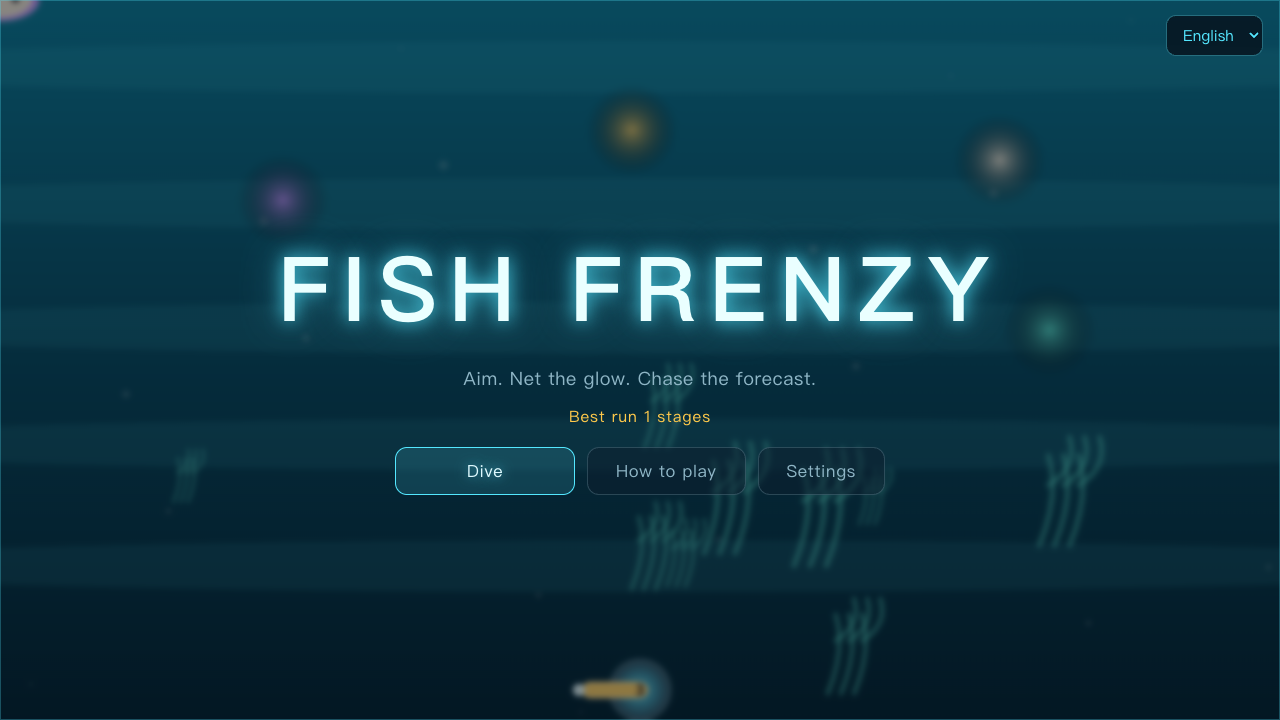 English
FISH FRENZY
Aim. Net the glow. Chase the forecast.
Best run 1 stages
Dive
How to play
Settings